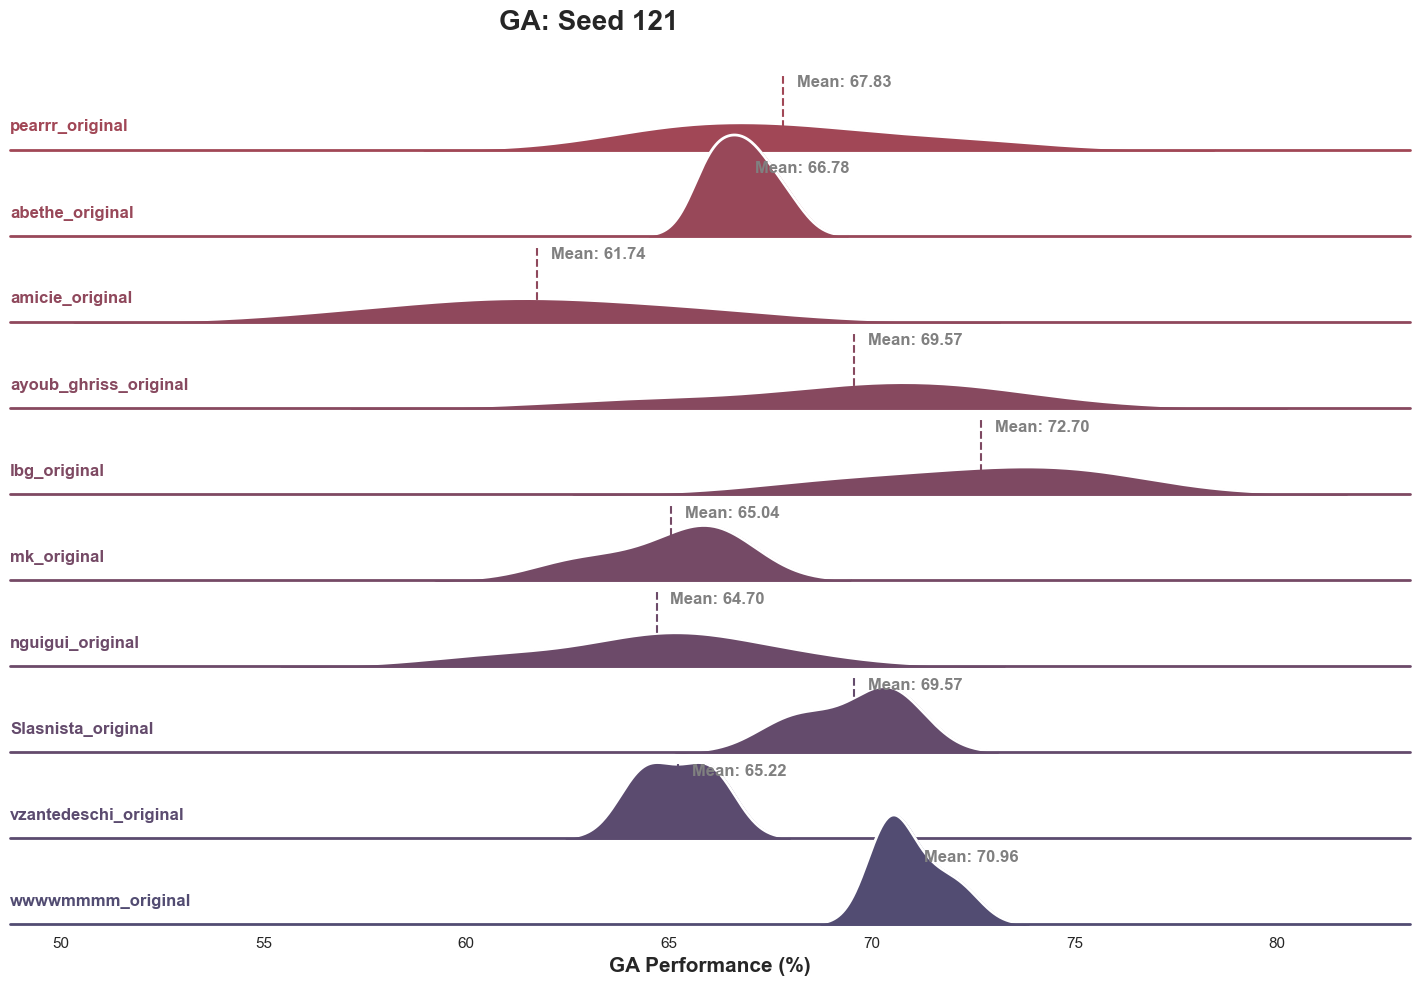 GA: Seed 121
Mean: 67.83
pearrr_original
Mean: 66.78
abethe_original
Mean: 61.74
amicie_original
Mean: 69.57
ayoub_ghriss_original
Mean: 72.70
lbg_original
Mean: 65.04
mk_original
Mean: 64.70
nguigui_original
Mean: 69.57
Slasnista_original
Mean: 65.22
vzantedeschi_original
Mean: 70.96
wwwwmmmm_original
50 55 60 65 70 75 80
GA Performance (%)